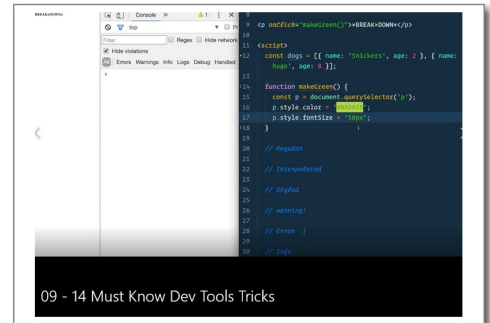 ×BREAK×DOWN×
Console » 1
top
Filter Regex Hide network
Hide violations
All Errors Warnings Info Logs Debug Handled
>
8
9 <p onClick="makeGreen()">×BREAK×DOWN×</p>
10
11 <script>
12 const dogs = [{ name: 'Snickers', age: 2 }, { name: '
hugo', age: 8 }];
13
14 function makeGreen() {
15 const p = document.querySelector('p');
16 p.style.color = '#BADA55';
17 p.style.fontSize = '50px';
18 }
19
20 // Regular
21
22 // Interpolated
23
24 // Styled
25
26 // warning!
27
28 // Error :|
29
30 // Info
09 - 14 Must Know Dev Tools Tricks